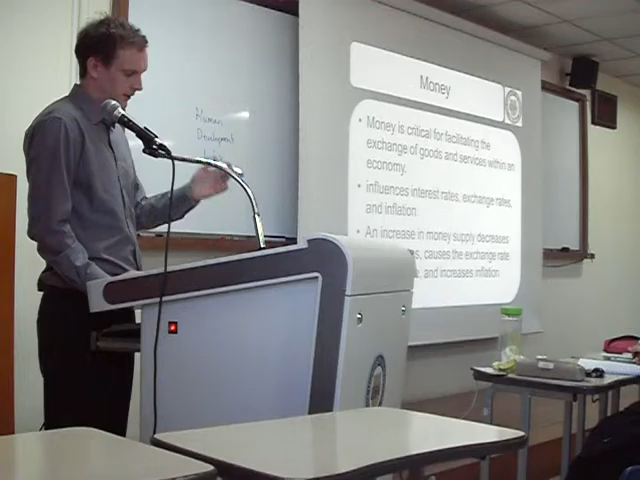 Human
Development
Money
• Money is critical for facilitating the
exchange of goods and services within an
economy.
• influences interest rates, exchange rates,
and inflation
• An increase in money supply decreases
, causes the exchange rate
, and increases inflation